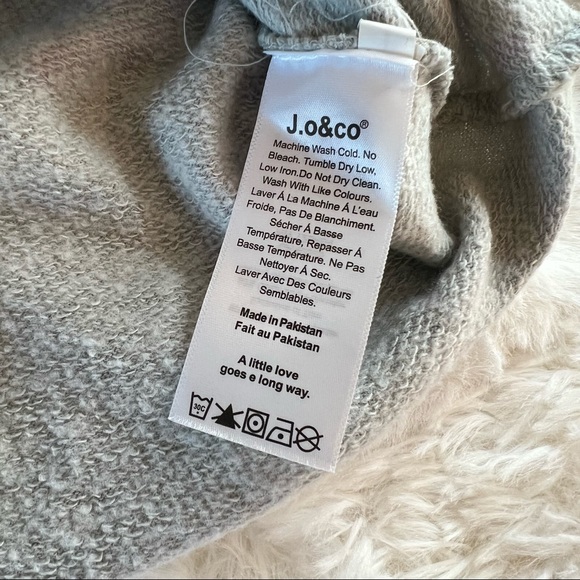 J.o&co®
Machine Wash Cold. No
Bleach. Tumble Dry Low,
Low Iron.Do Not Dry Clean.
Wash With Like Colours.
Laver Á La Machine Á L'eau
Froide, Pas De Blanchiment.
Sécher Á Basse
Température, Repasser Á
Basse Température. Ne Pas
Nettoyer Á Sec.
Laver Avec Des Couleurs
Semblables.
Made in Pakistan
Fait au Pakistan
A little love
goes e long way.
30C